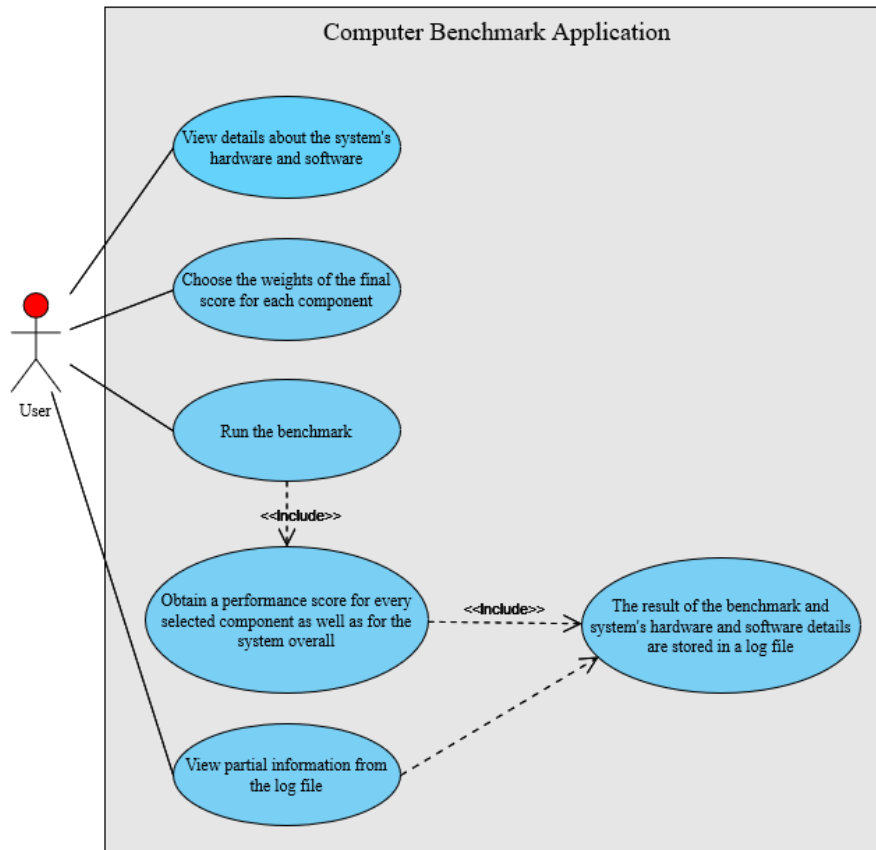 Computer Benchmark Application
View details about the system's
hardware and software
Choose the weights of the final
score for each component
User
Run the benchmark
<<Include>>
Obtain a performance score for every
selected component as well as for the
system overall
<<Include>>
The result of the benchmark and
system's hardware and software details
are stored in a log file
View partial information from
the log file